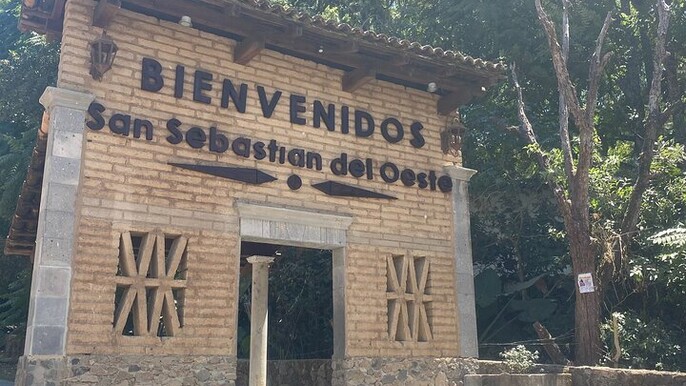 BIENVENIDOS
San Sebastian del Oeste